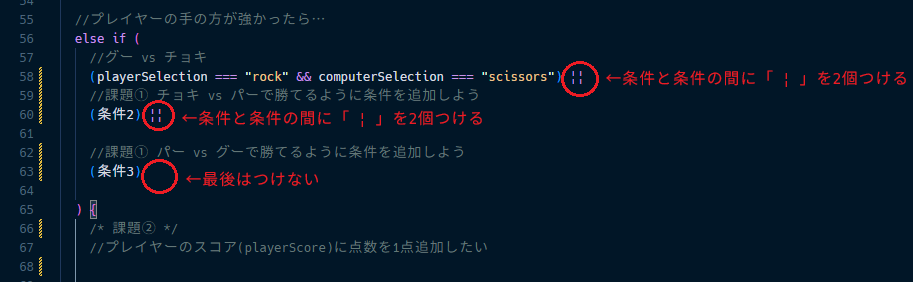 55 //プレイヤーの手の方が強かったら…
56 else if (
57 //グー vs チョキ
58 (playerSelection === "rock" && computerSelection === "scissors") ¦¦ ←条件と条件の間に「 ¦ 」を2個つける
59 //課題① チョキ vs パーで勝てるように条件を追加しよう
60 (条件2) ¦¦ ←条件と条件の間に「 ¦ 」を2個つける
61
62 //課題① パー vs グーで勝てるように条件を追加しよう
63 (条件3) ←最後はつけない
64
65 ) {
66 /* 課題② */
67 //プレイヤーのスコア(playerScore)に点数を1点追加したい
68